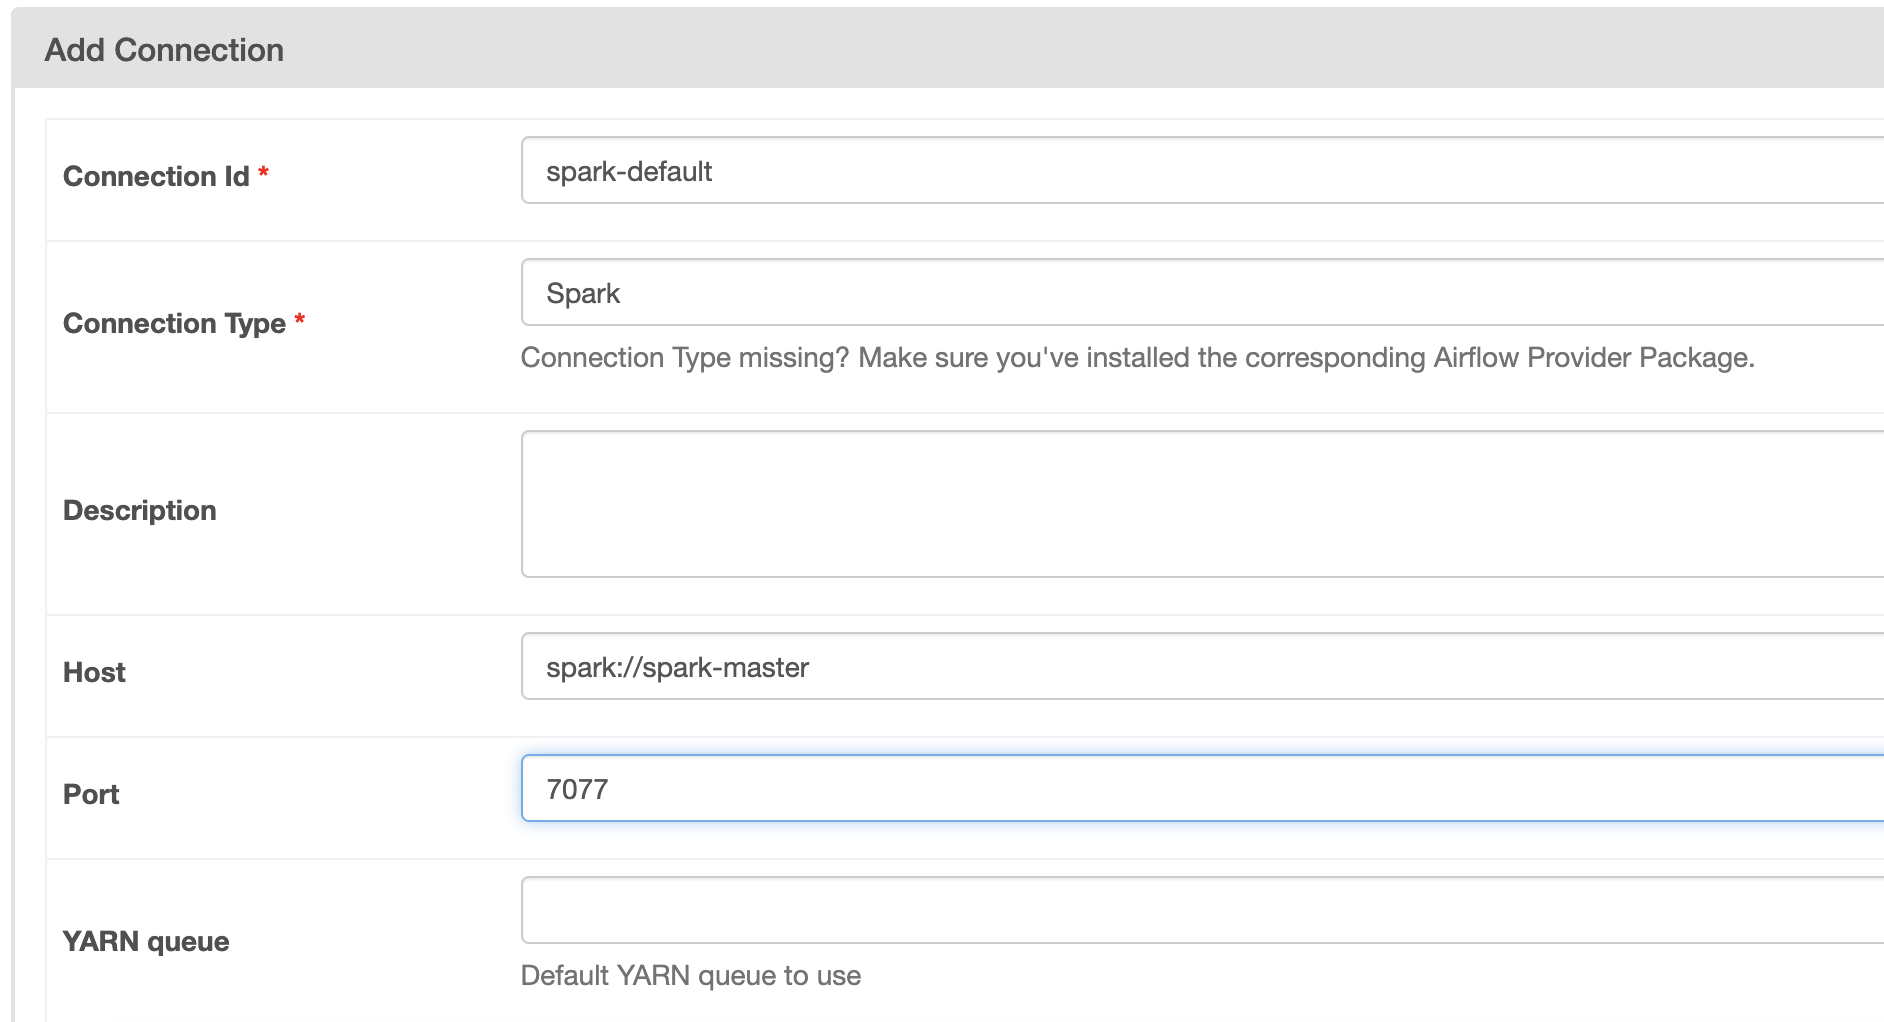 Add Connection
Connection Id *
spark-default
Connection Type *
Spark
Connection Type missing? Make sure you've installed the corresponding Airflow Provider Package.
Description
Host
spark://spark-master
Port
7077
YARN queue
Default YARN queue to use